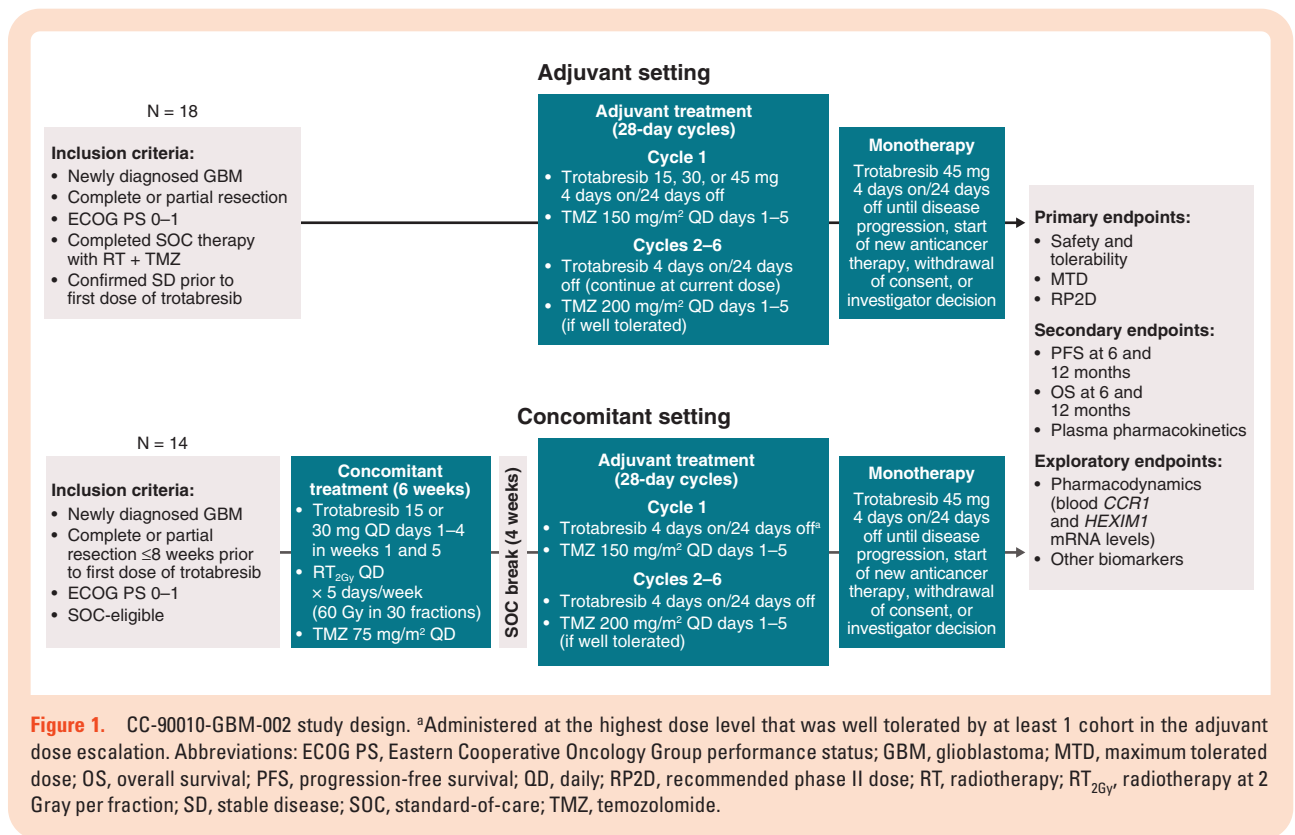 Adjuvant setting
N = 18
Inclusion criteria:
• Newly diagnosed GBM
• Complete or partial resection
• ECOG PS 0–1
• Completed SOC therapy
with RT + TMZ
• Confirmed SD prior to
first dose of trotabresib
Adjuvant treatment
(28-day cycles)
Cycle 1
• Trotabresib 15, 30, or 45 mg
4 days on/24 days off
• TMZ 150 mg/m² QD days 1–5
Cycles 2–6
• Trotabresib 4 days on/24 days
off (continue at current dose)
• TMZ 200 mg/m² QD days 1–5
(if well tolerated)
Monotherapy
Trotabresib 45 mg
4 days on/24 days
off until disease
progression, start
of new anticancer
therapy, withdrawal
of consent, or
investigator decision
Primary endpoints:
• Safety and
tolerability
• MTD
• RP2D
Secondary endpoints:
• PFS at 6 and
12 months
• OS at 6 and
12 months
• Plasma pharmacokinetics
Exploratory endpoints:
• Pharmacodynamics
(blood CCR1
and HEXIM1
mRNA levels)
• Other biomarkers
Concomitant setting
N = 14
Inclusion criteria:
• Newly diagnosed GBM
• Complete or partial
resection ≤8 weeks prior
to first dose of trotabresib
• ECOG PS 0–1
• SOC-eligible
Concomitant
treatment (6 weeks)
• Trotabresib 15 or
30 mg QD days 1–4
in weeks 1 and 5
• RT2Gy QD
× 5 days/week
(60 Gy in 30 fractions)
• TMZ 75 mg/m² QD
SOC break (4 weeks)
Adjuvant treatment
(28-day cycles)
Cycle 1
• Trotabresib 4 days on/24 days offᵃ
• TMZ 150 mg/m² QD days 1–5
Cycles 2–6
• Trotabresib 4 days on/24 days off
• TMZ 200 mg/m² QD days 1–5
(if well tolerated)
Monotherapy
Trotabresib 45 mg
4 days on/24 days
off until disease
progression, start
of new anticancer
therapy, withdrawal
of consent, or
investigator decision
Figure 1. CC-90010-GBM-002 study design. ᵃAdministered at the highest dose level that was well tolerated by at least 1 cohort in the adjuvant
dose escalation. Abbreviations: ECOG PS, Eastern Cooperative Oncology Group performance status; GBM, glioblastoma; MTD, maximum tolerated
dose; OS, overall survival; PFS, progression-free survival; QD, daily; RP2D, recommended phase II dose; RT, radiotherapy; RT2Gy, radiotherapy at 2
Gray per fraction; SD, stable disease; SOC, standard-of-care; TMZ, temozolomide.